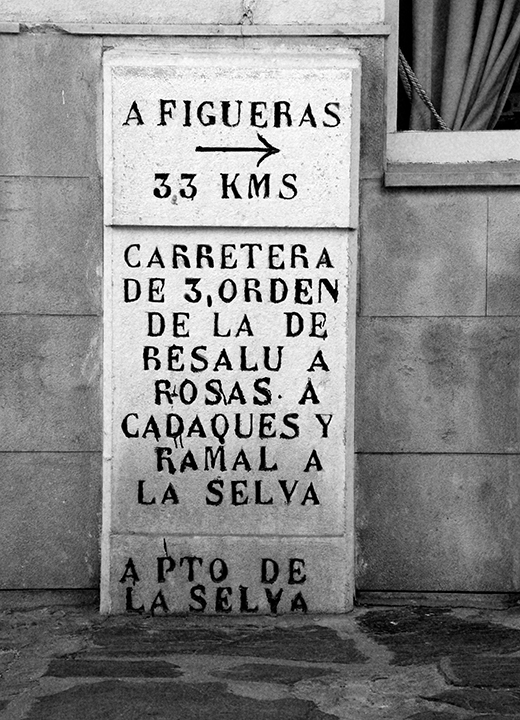 A FIGUERAS
→
33 KMS
CARRETERA
DE 3, ORDEN
DE LA DE
BESALU A
ROSAS. A
CADAQUES Y
RAMAL A
LA SELVA
A PTO DE
LA SELVA